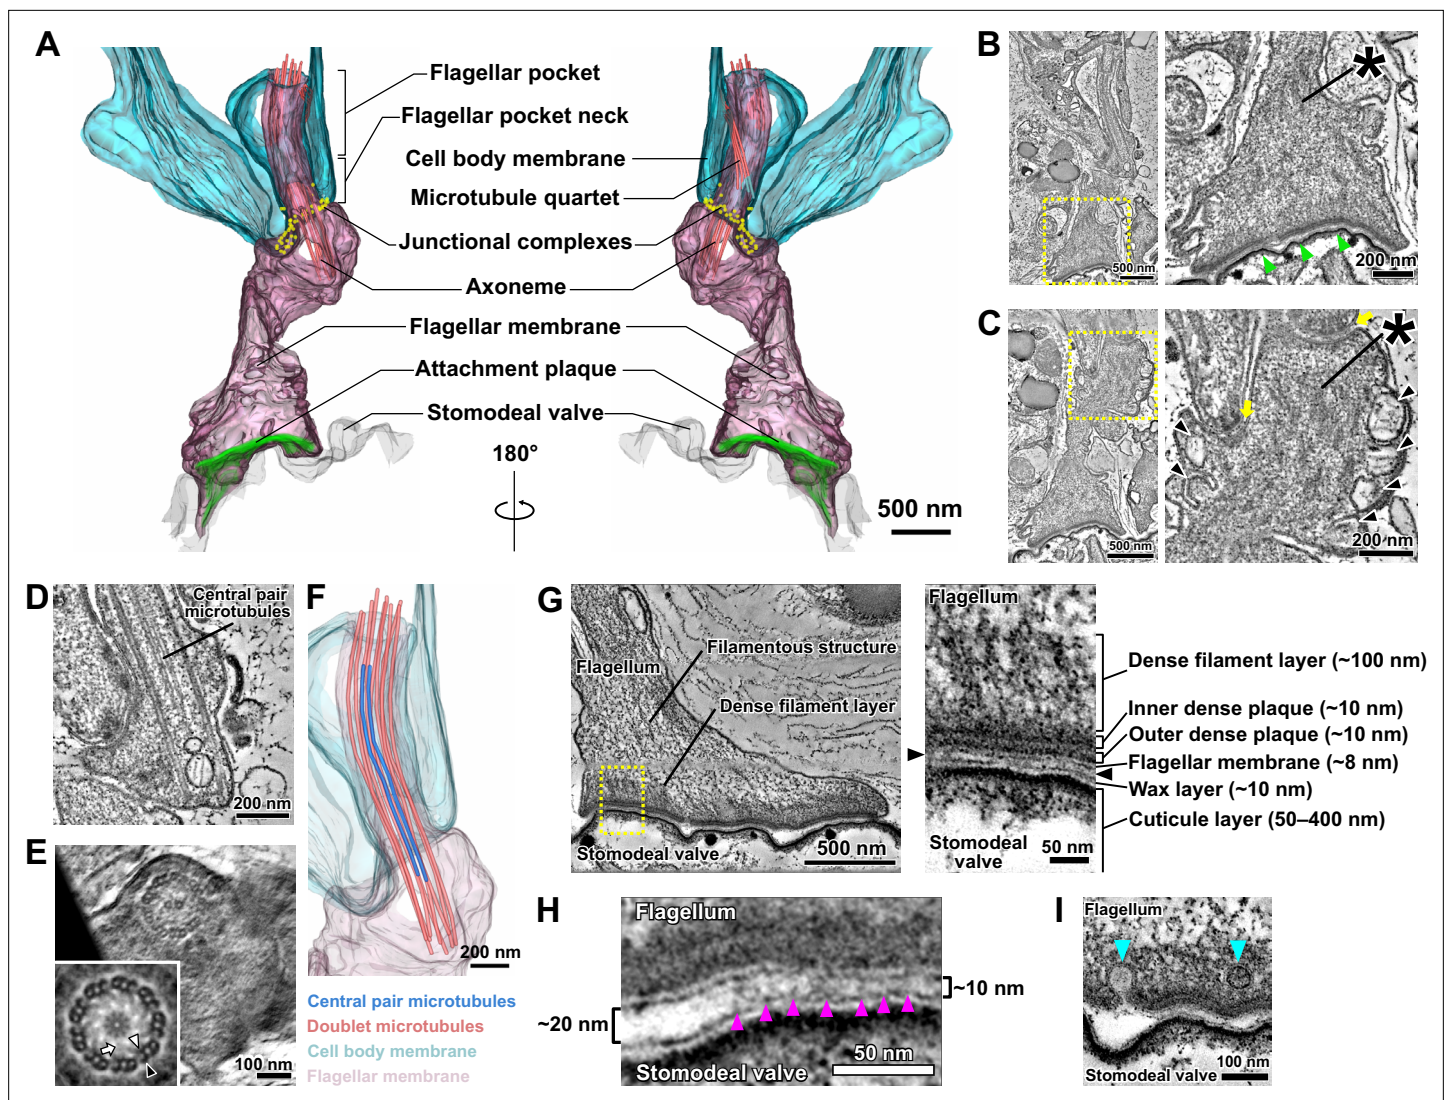 A
Flagellar pocket
Flagellar pocket neck
Cell body membrane
Microtubule quartet
Junctional complexes
Axoneme
Flagellar membrane
Attachment plaque
Stomodeal valve
180°
500 nm
B
500 nm
*
200 nm
C
500 nm
*
200 nm
D
Central pair
microtubules
200 nm
E
100 nm
F
200 nm
Central pair microtubules
Doublet microtubules
Cell body membrane
Flagellar membrane
G
Flagellum
Filamentous structure
Dense filament layer
Stomodeal valve
500 nm
Flagellum
Stomodeal
valve
50 nm
Dense filament layer (~100 nm)
Inner dense plaque (~10 nm)
Outer dense plaque (~10 nm)
Flagellar membrane (~8 nm)
Wax layer (~10 nm)
Cuticule layer (50–400 nm)
H
Flagellum
~20 nm
~10 nm
Stomodeal valve
50 nm
I
Flagellum
100 nm
Stomodeal valve